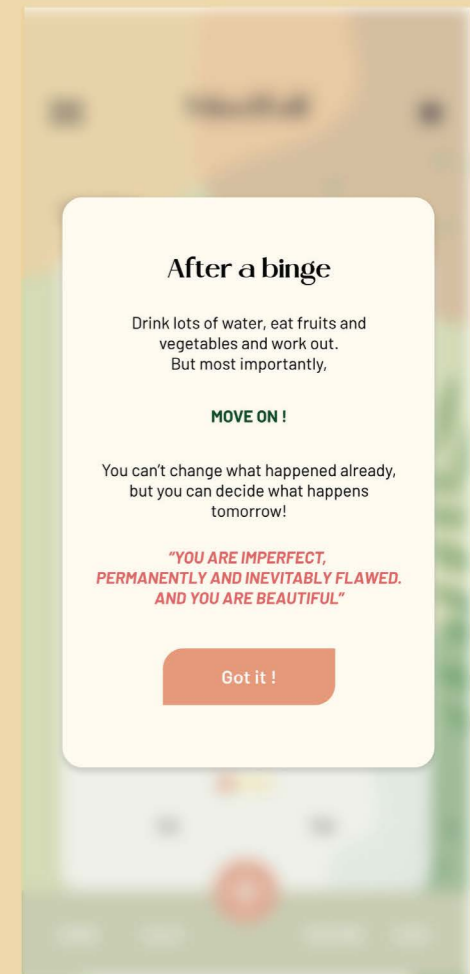 After a binge
Drink lots of water, eat fruits and
vegetables and work out.
But most importantly,
MOVE ON !
You can't change what happened already,
but you can decide what happens
tomorrow!
"YOU ARE IMPERFECT,
PERMANENTLY AND INEVITABLY FLAWED.
AND YOU ARE BEAUTIFUL"
Got it !